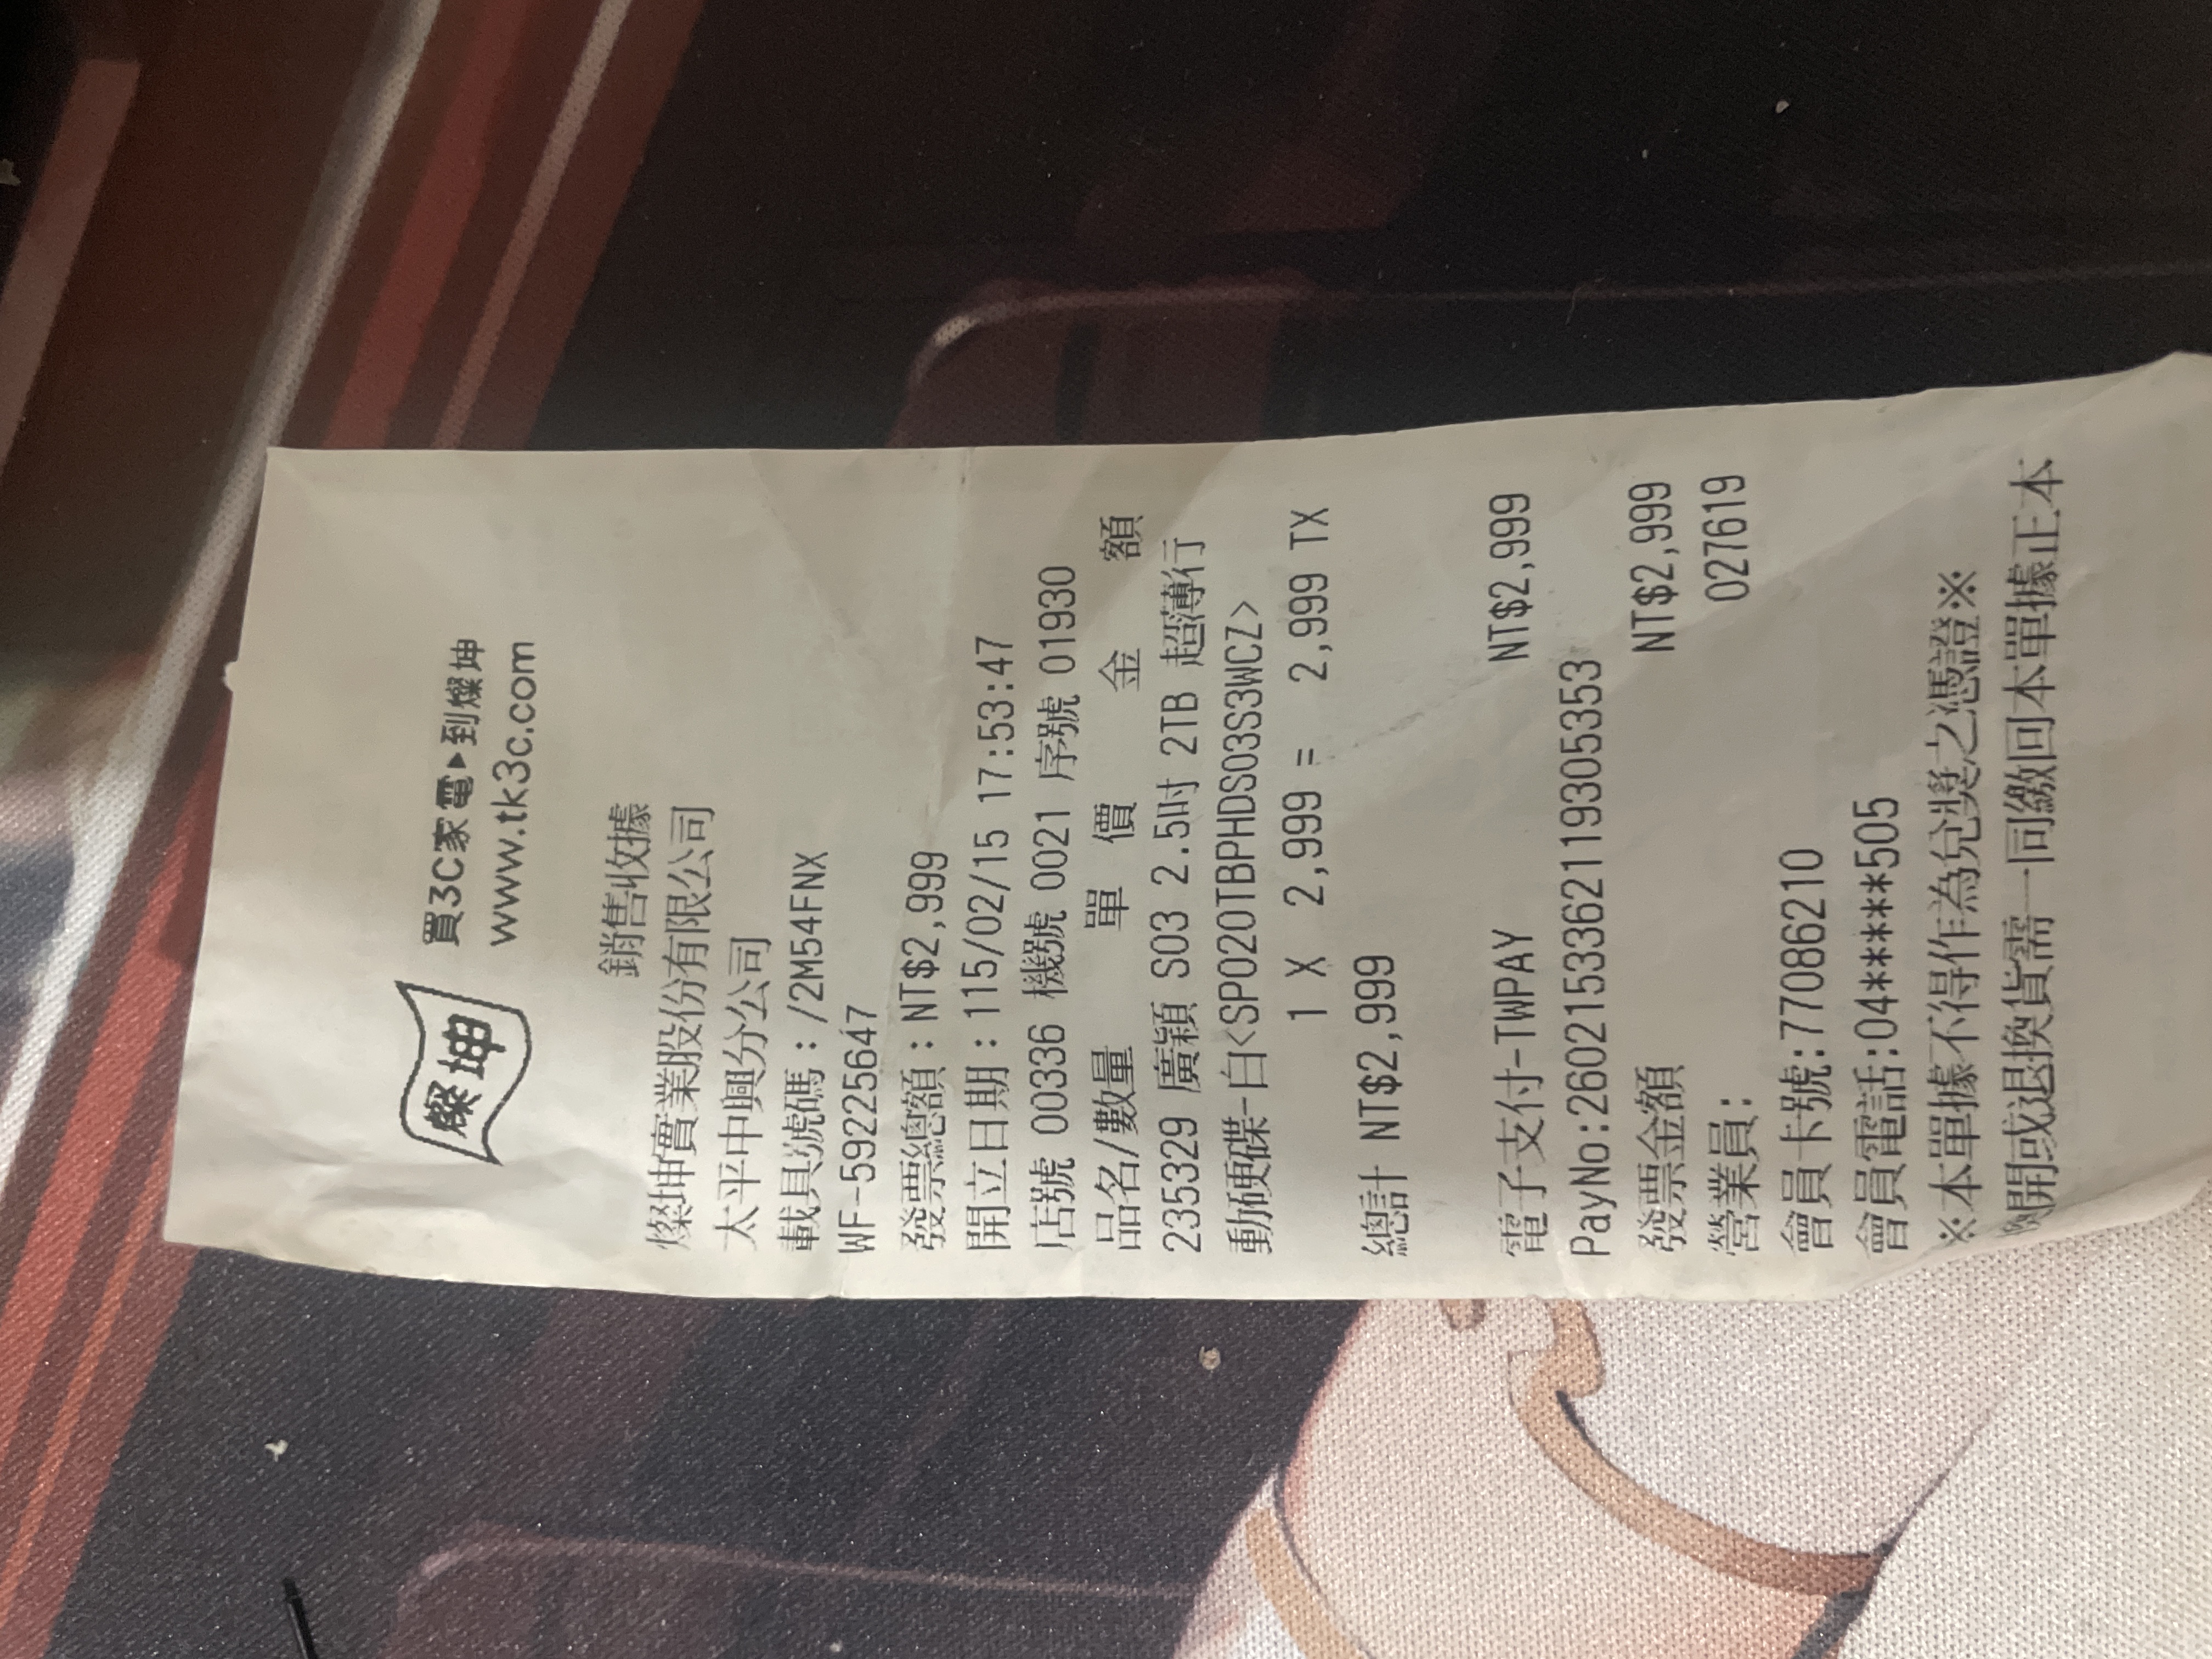 燦坤
買3C家電▶到燦坤
www.tk3c.com
銷售收據
燦坤實業股份有限公司
太平中興分公司
載具號碼：/2M54FNX
WF-59225647
發票總額：NT$2,999
開立日期：115/02/15 17:53:47
店號 00336 機號 0021 序號 01930
品名/數量 單 價 金 額
235329 廣穎 S03 2.5吋 2TB 超薄行
動硬碟-白<SP020TBPHDS03S3WCZ>
1 X 2,999 = 2,999 TX
總計 NT$2,999
電子支付-TWPAY NT$2,999
PayNo:26021533621193053​53
發票金額 NT$2,999
營業員: 027619
會員卡號:77086210
會員電話:04*****505
※本單據不得作為兌獎之憑證※
開或退換貨需一同繳回本單據正本